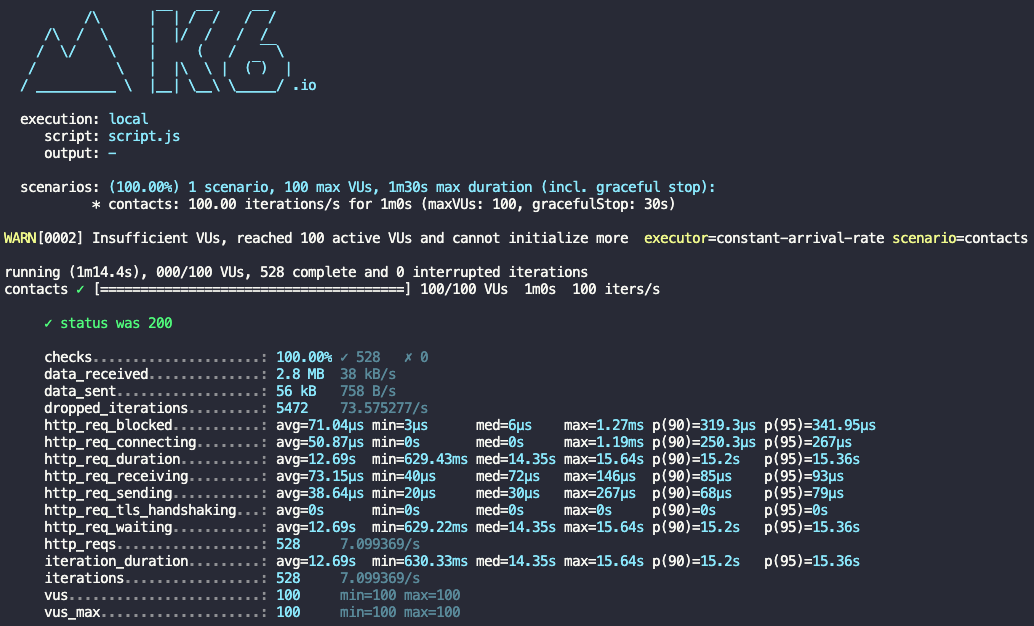 .io
execution: local
script: script.js
output: -
scenarios: (100.00%) 1 scenario, 100 max VUs, 1m30s max duration (incl. graceful stop):
* contacts: 100.00 iterations/s for 1m0s (maxVUs: 100, gracefulStop: 30s)
WARN[0002] Insufficient VUs, reached 100 active VUs and cannot initialize more  executor=constant-arrival-rate scenario=contacts
running (1m14.4s), 000/100 VUs, 528 complete and 0 interrupted iterations
contacts ✓ [======================================] 100/100 VUs  1m0s  100 iters/s
✓ status was 200
checks.....................: 100.00% ✓ 528   ✗ 0
data_received..............: 2.8 MB  38 kB/s
data_sent..................: 56 kB   758 B/s
dropped_iterations.........: 5472    73.575277/s
http_req_blocked...........: avg=71.04µs min=3µs      med=6µs    max=1.27ms p(90)=319.3µs p(95)=341.95µs
http_req_connecting........: avg=50.87µs min=0s       med=0s     max=1.19ms p(90)=250.3µs p(95)=267µs
http_req_duration..........: avg=12.69s  min=629.43ms med=14.35s max=15.64s p(90)=15.2s   p(95)=15.36s
http_req_receiving.........: avg=73.15µs min=40µs     med=72µs   max=146µs  p(90)=85µs    p(95)=93µs
http_req_sending...........: avg=38.64µs min=20µs     med=30µs   max=267µs  p(90)=68µs    p(95)=79µs
http_req_tls_handshaking...: avg=0s      min=0s       med=0s     max=0s     p(90)=0s      p(95)=0s
http_req_waiting...........: avg=12.69s  min=629.22ms med=14.35s max=15.64s p(90)=15.2s   p(95)=15.36s
http_reqs..................: 528     7.099369/s
iteration_duration.........: avg=12.69s  min=630.33ms med=14.35s max=15.64s p(90)=15.2s   p(95)=15.36s
iterations.................: 528     7.099369/s
vus........................: 100     min=100 max=100
vus_max....................: 100     min=100 max=100